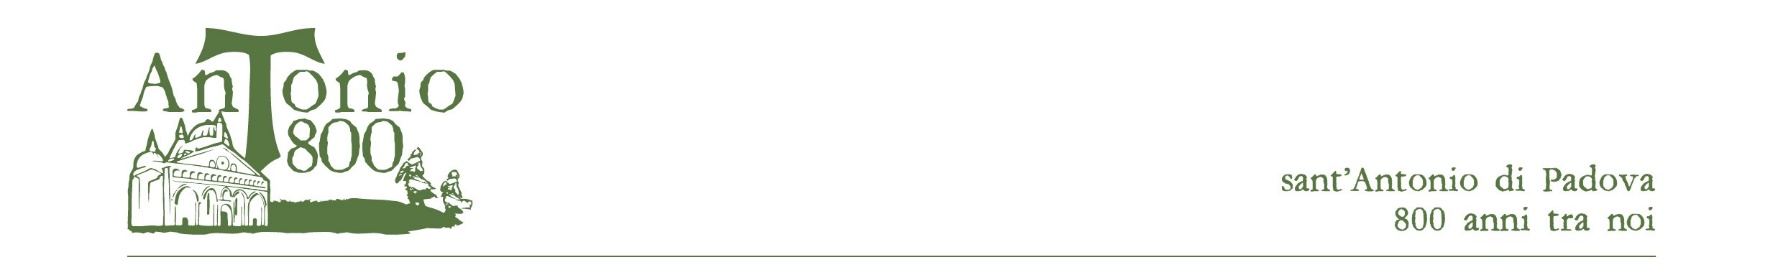 AnTonio
800
sant'Antonio di Padova
800 anni tra noi